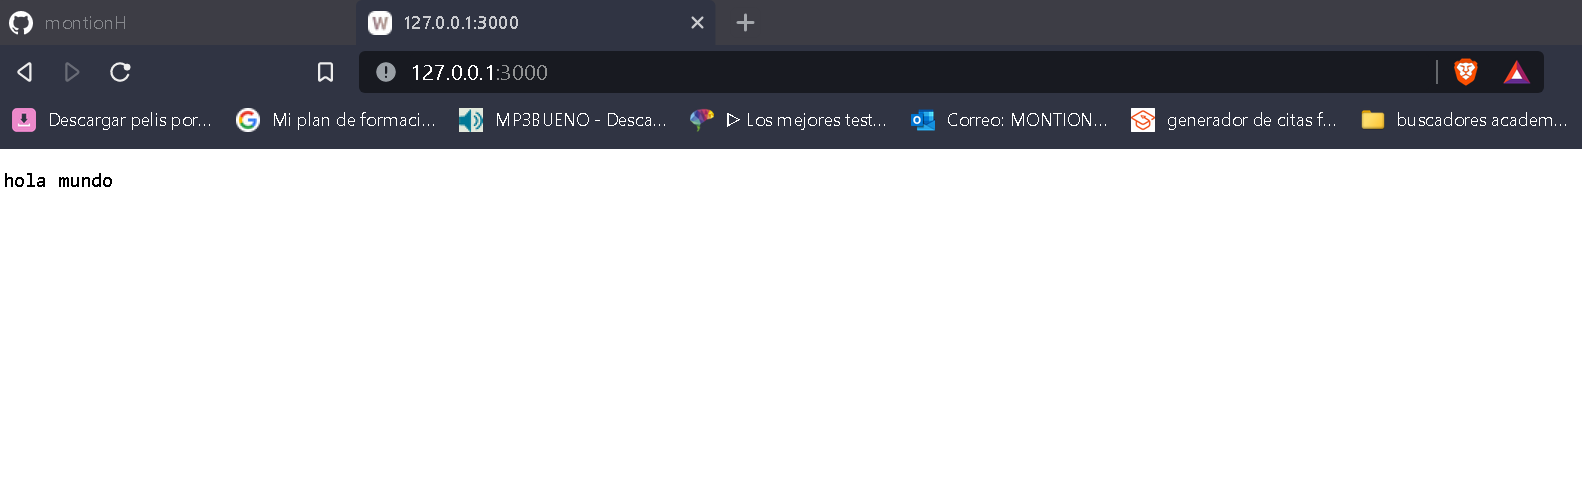 montionH
W 127.0.0.1:3000
127.0.0.1:3000
Descargar pelis por... Mi plan de formaci... MP3BUENO - Desca... ᐅ Los mejores test... Correo: MONTION... generador de citas f... buscadores academ...
hola mundo